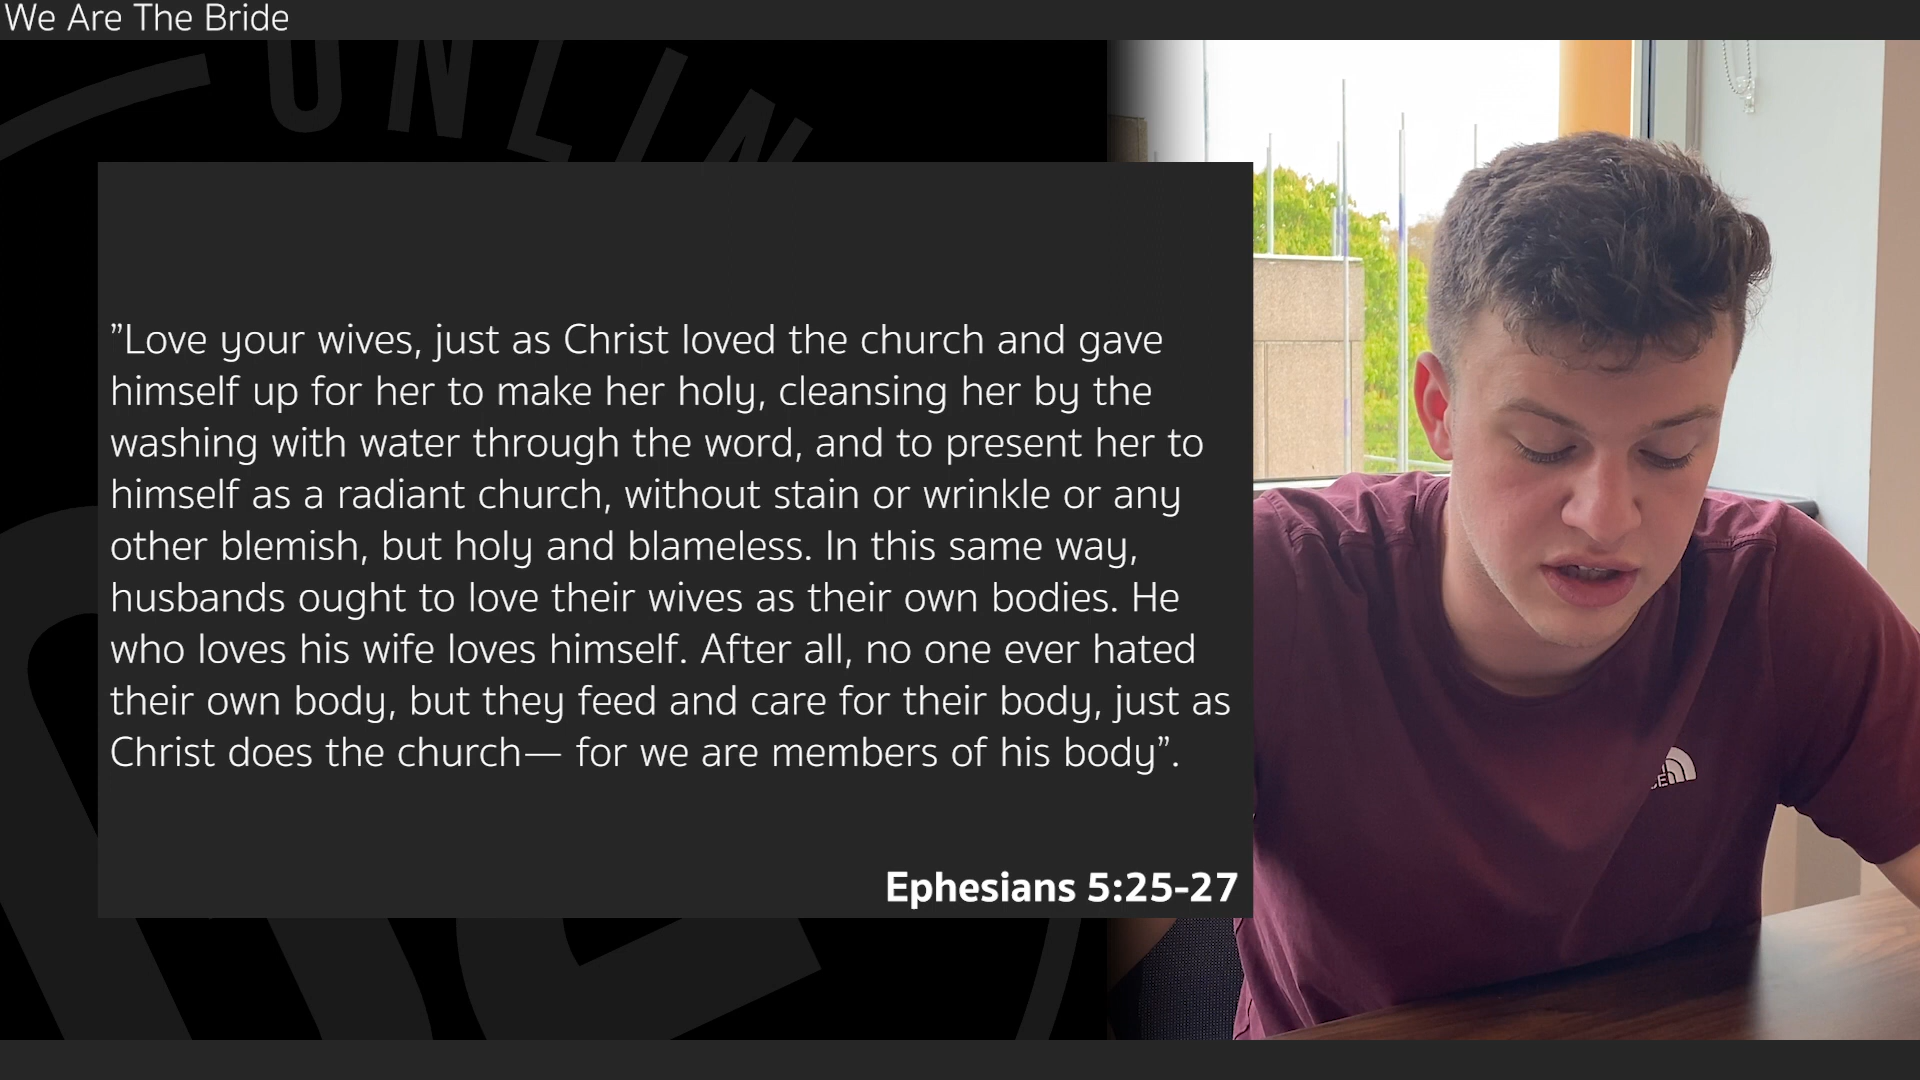 We Are The Bride
ONLIN
”Love your wives, just as Christ loved the church and gave
himself up for her to make her holy, cleansing her by the
washing with water through the word, and to present her to
himself as a radiant church, without stain or wrinkle or any
other blemish, but holy and blameless. In this same way,
husbands ought to love their wives as their own bodies. He
who loves his wife loves himself. After all, no one ever hated
their own body, but they feed and care for their body, just as
Christ does the church— for we are members of his body”.
Ephesians 5:25-27